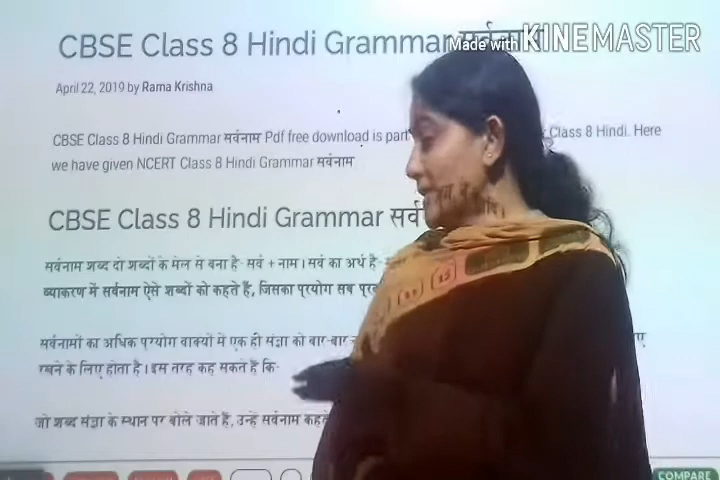 CBSE Class 8 Hindi Grammar सर्वनाम
Made with KINEMASTER
April 22, 2019 by Rama Krishna
CBSE Class 8 Hindi Grammar सर्वनाम Pdf free download is part Class 8 Hindi. Here
we have given NCERT Class 8 Hindi Grammar सर्वनाम
CBSE Class 8 Hindi Grammar सर्व
सर्वनाम शब्द दो शब्दों के मेल से बना है- सर्व + नाम। सर्व का अर्थ है-
व्याकरण में सर्वनाम ऐसे शब्दों को कहते हैं, जिसका प्रयोग सब
सर्वनामों का अधिक प्रयोग वाक्यों में एक ही संज्ञा को बार-बार
रखने के लिए होता है। इस तरह कह सकते हैं कि-
जो शब्द संज्ञा के स्थान पर बोले जाते हैं, उन्हें सर्वनाम कहते
COMPARE